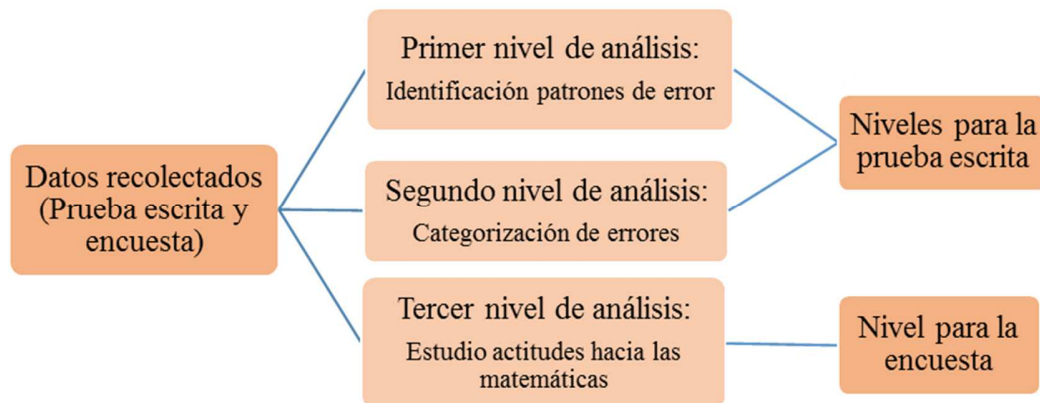 Datos recolectados
(Prueba escrita y
encuesta)
Primer nivel de análisis:
Identificación patrones de error
Segundo nivel de análisis:
Categorización de errores
Tercer nivel de análisis:
Estudio actitudes hacia las
matemáticas
Niveles para la
prueba escrita
Nivel para la
encuesta